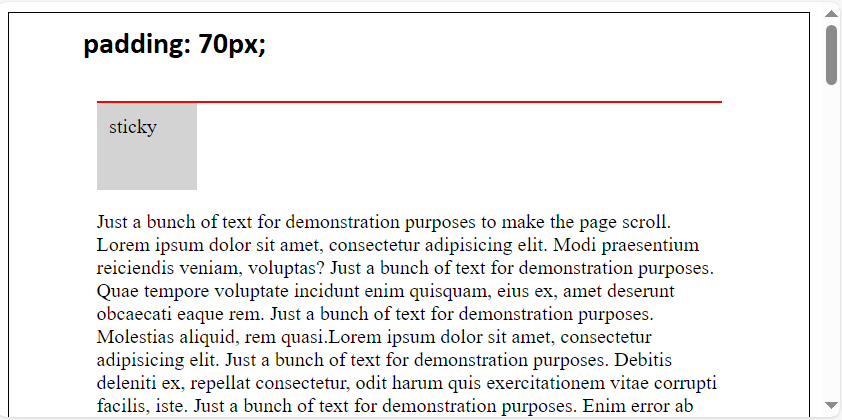 padding: 70px;
sticky
Just a bunch of text for demonstration purposes to make the page scroll.
Lorem ipsum dolor sit amet, consectetur adipisicing elit. Modi praesentium
reiciendis veniam, voluptas? Just a bunch of text for demonstration purposes.
Quae tempore voluptate incidunt enim quisquam, eius ex, amet deserunt
obcaecati eaque rem. Just a bunch of text for demonstration purposes.
Molestias aliquid, rem quasi.Lorem ipsum dolor sit amet, consectetur
adipisicing elit. Just a bunch of text for demonstration purposes. Debitis
deleniti ex, repellat consectetur, odit harum quis exercitationem vitae corrupti
facilis, iste. Just a bunch of text for demonstration purposes. Enim error ab